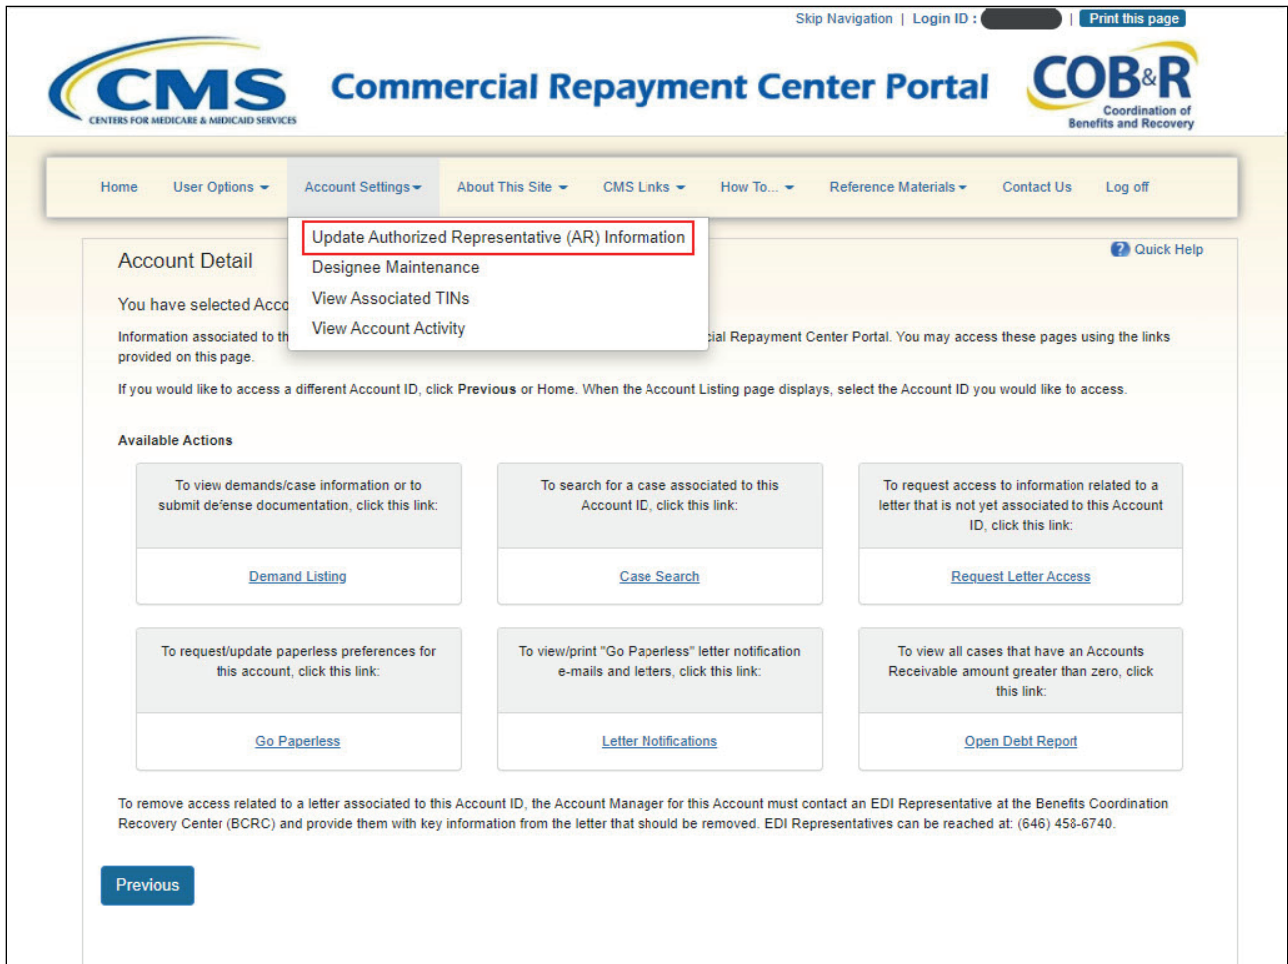 Skip Navigation | Login ID : | Print this page
CMS
CENTERS FOR MEDICARE & MEDICAID SERVICES
Commercial Repayment Center Portal
COB&R
Coordination of
Benefits and Recovery
Home User Options Account Settings About This Site CMS Links How To... Reference Materials Contact Us Log off
Update Authorized Representative (AR) Information
Designee Maintenance
View Associated TINs
View Account Activity
Quick Help
Account Detail
You have selected Acco
Information associated to th cial Repayment Center Portal. You may access these pages using the links
provided on this page.
If you would like to access a different Account ID, click Previous or Home. When the Account Listing page displays, select the Account ID you would like to access.
Available Actions
To view demands/case information or to
submit defense documentation, click this link:
Demand Listing
To search for a case associated to this
Account ID, click this link:
Case Search
To request access to information related to a
letter that is not yet associated to this Account
ID, click this link:
Request Letter Access
To request/update paperless preferences for
this account, click this link:
Go Paperless
To view/print "Go Paperless" letter notification
e-mails and letters, click this link:
Letter Notifications
To view all cases that have an Accounts
Receivable amount greater than zero, click
this link:
Open Debt Report
To remove access related to a letter associated to this Account ID, the Account Manager for this Account must contact an EDI Representative at the Benefits Coordination
Recovery Center (BCRC) and provide them with key information from the letter that should be removed. EDI Representatives can be reached at: (646) 458-6740.
Previous